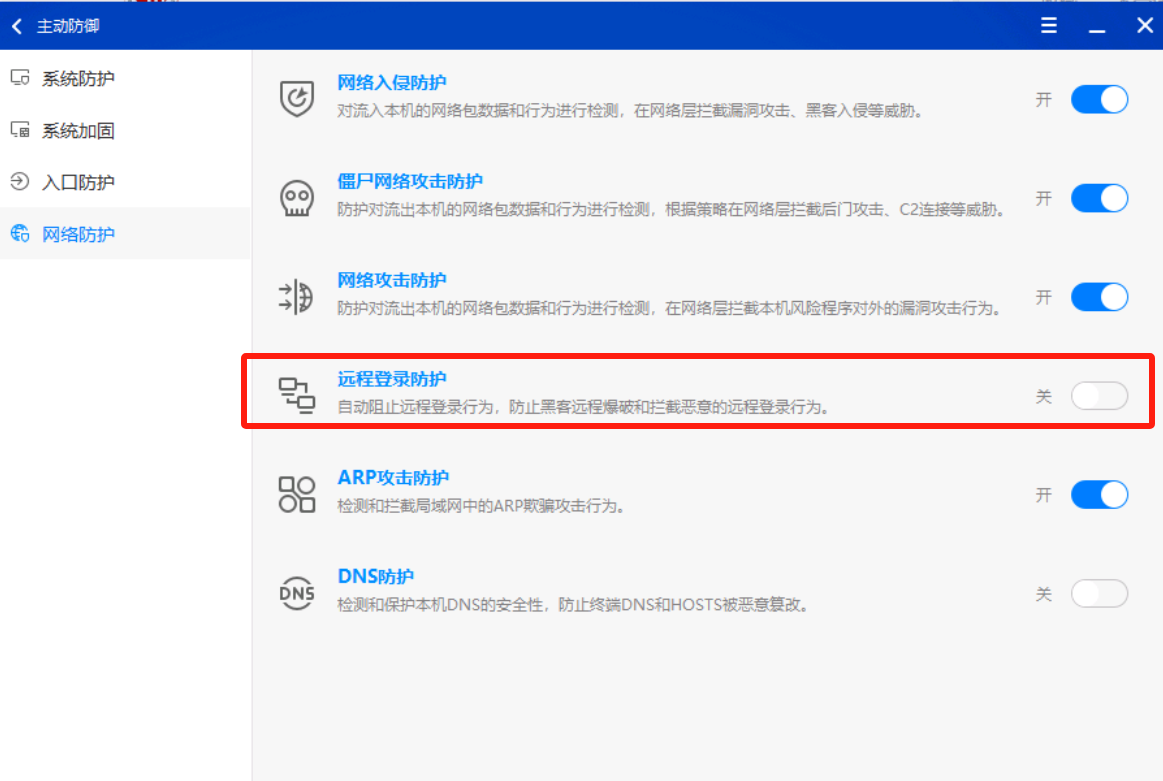 主动防御
系统防护
系统加固
入口防护
网络防护
网络入侵防护
对流入本机的网络包数据和行为进行检测，在网络层拦截漏洞攻击、黑客入侵等威胁。
开
僵尸网络攻击防护
防护对流出本机的网络包数据和行为进行检测，根据策略在网络层拦截后门攻击、C2连接等威胁。
开
网络攻击防护
防护对流出本机的网络包数据和行为进行检测，在网络层拦截本机风险程序对外的漏洞攻击行为。
开
远程登录防护
自动阻止远程登录行为，防止黑客远程爆破和拦截恶意的远程登录行为。
关
ARP攻击防护
检测和拦截局域网中的ARP欺骗攻击行为。
开
DNS
DNS防护
检测和保护本机DNS的安全性，防止终端DNS和HOSTS被恶意篡改。
关